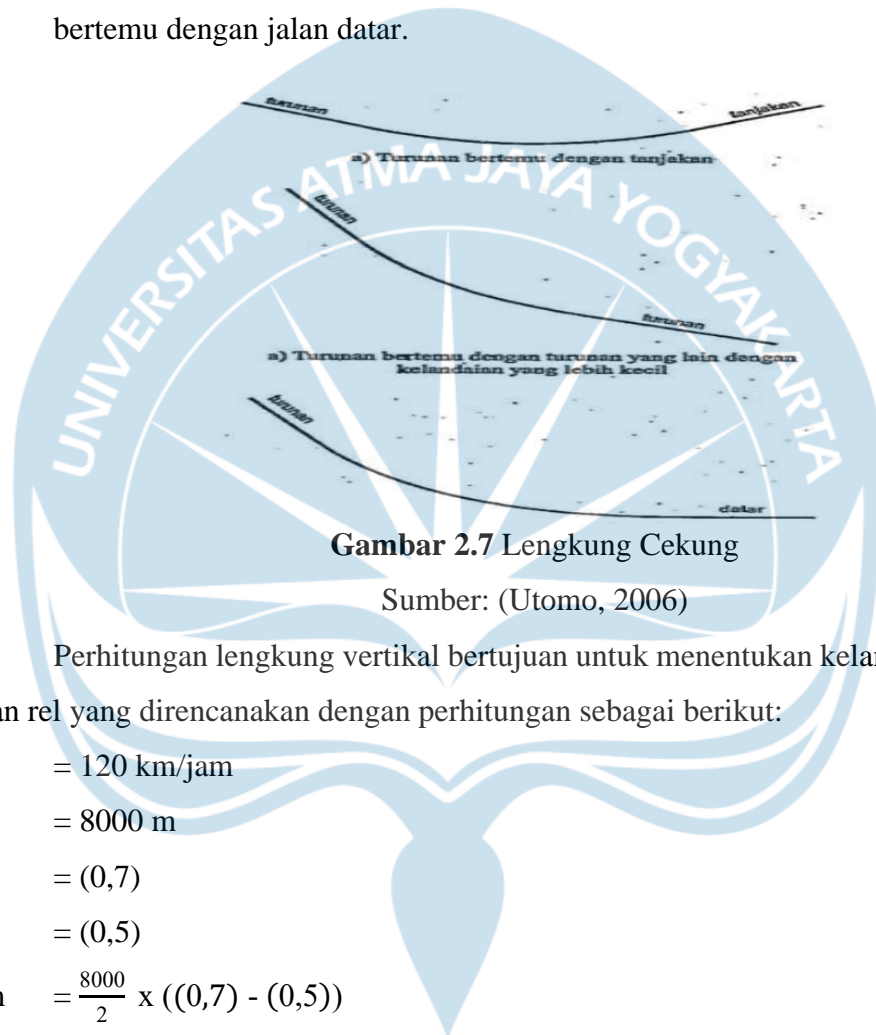 bertemu dengan jalan datar.
turunan
tanjakan
a) Turunan bertemu dengan tanjakan
UNIVERSITAS ATMA JAYA YOGYAKARTA
turunan
turunan
a) Turunan bertemu dengan turunan yang lain dengan
kelandaian yang lebih kecil
turunan
datar
Gambar 2.7 Lengkung Cekung
Sumber: (Utomo, 2006)
Perhitungan lengkung vertikal bertujuan untuk menentukan kela
an rel yang direncanakan dengan perhitungan sebagai berikut:
= 120 km/jam
= 8000 m
= (0,7)
= (0,5)
= 8000/2 x ((0,7) - (0,5))